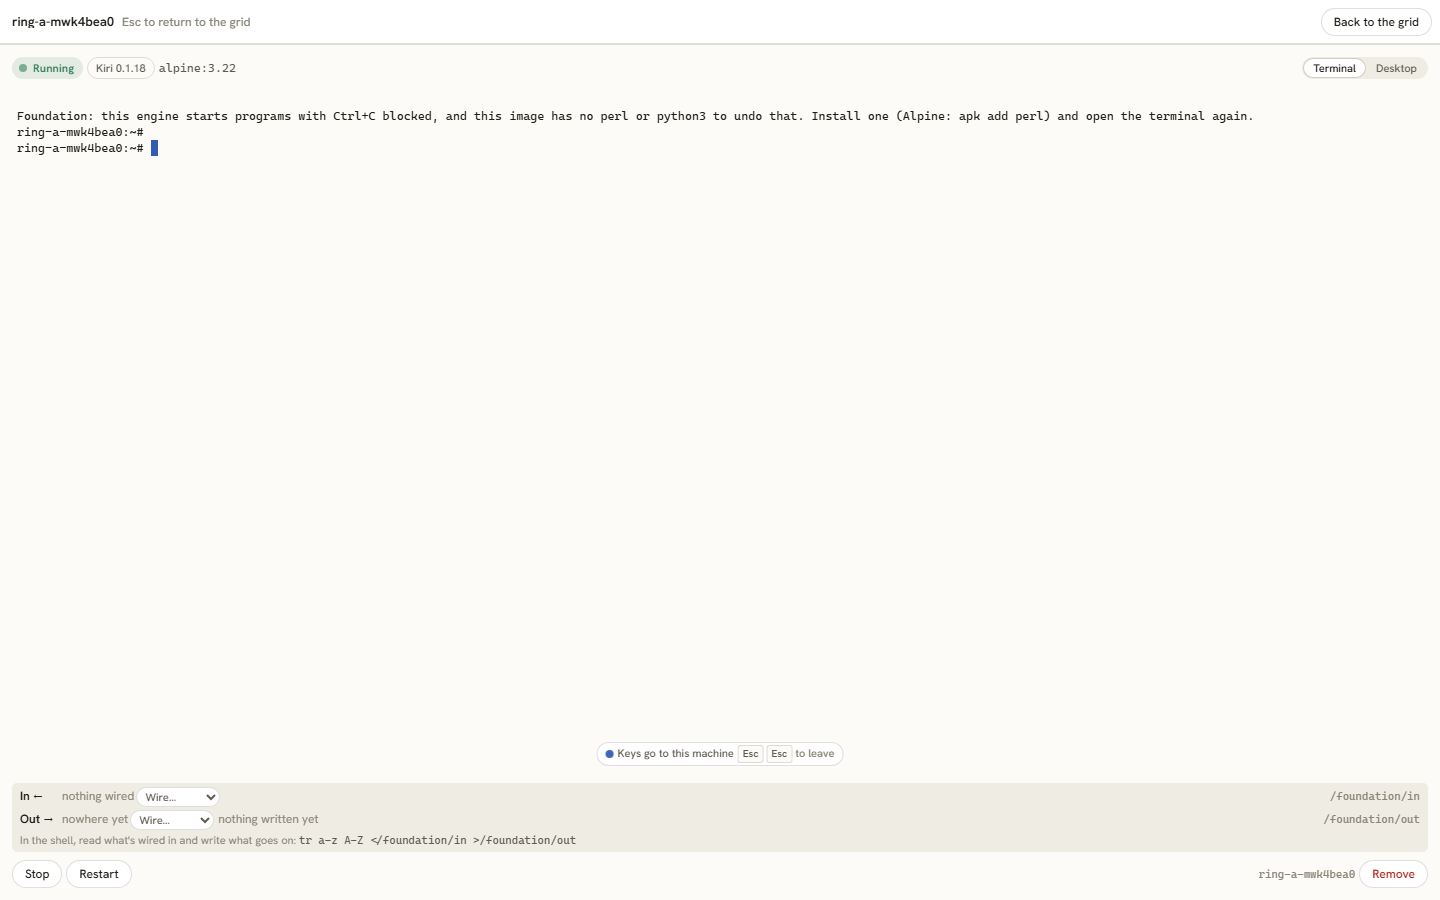 ring-a-mwk4bea0 Esc to return to the grid Back to the grid
Running Kiri 0.1.18 alpine:3.22 Terminal Desktop
Foundation: this engine starts programs with Ctrl+C blocked, and this image has no perl or python3 to undo that. Install one (Alpine: apk add perl) and open the terminal again.
ring-a-mwk4bea0:~#
ring-a-mwk4bea0:~#
Keys go to this machine Esc Esc to leave
In ← nothing wired Wire... /foundation/in
Out → nowhere yet Wire... nothing written yet /foundation/out
In the shell, read what's wired in and write what goes on: tr a-z A-Z </foundation/in >/foundation/out
Stop Restart ring-a-mwk4bea0 Remove